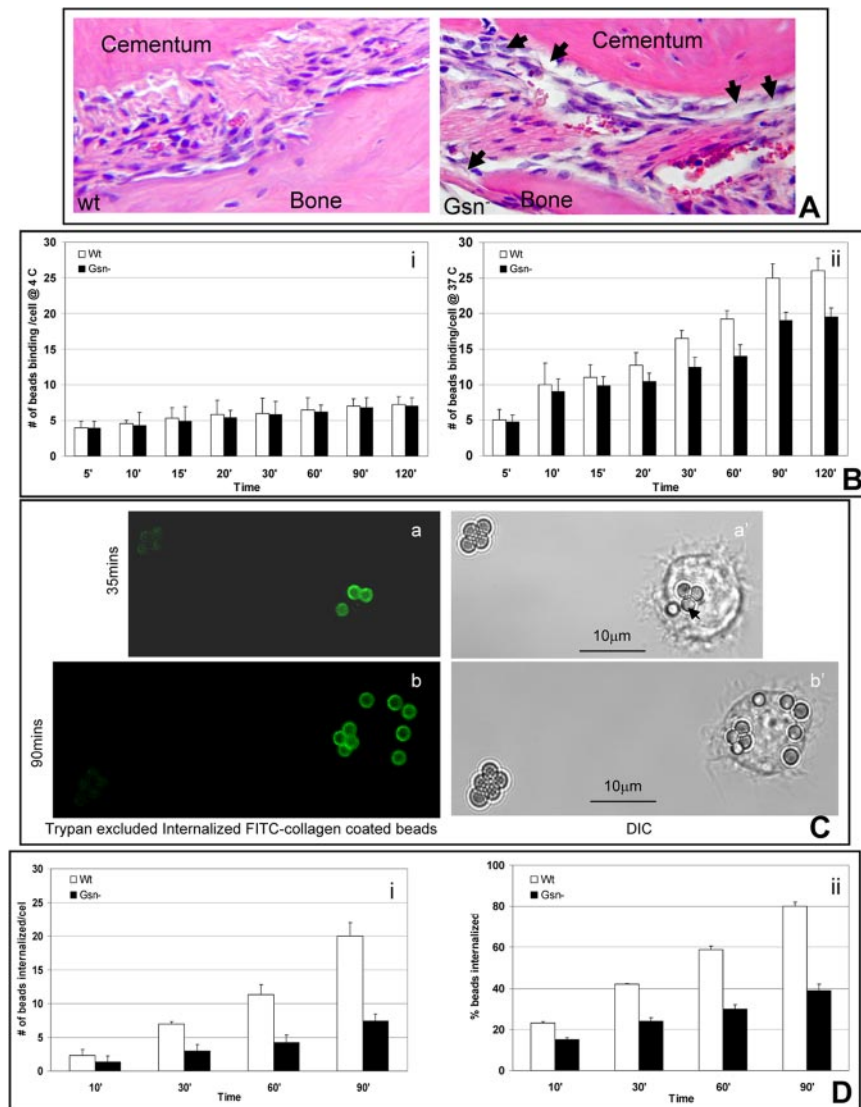 Cementum
wt
Bone
Cementum
Gsn-
Bone
A
i
Wt
Gsn-
# of beads binding /cell @ 4 C
30
25
20
15
10
5
0
5' 10' 15' 20' 30' 60' 90' 120'
Time
ii
Wt
Gsn-
# of beads binding/cell @ 37 C
30
25
20
15
10
5
0
5' 10' 15' 20' 30' 60' 90' 120'
Time
B
35mins
a
a'
10μm
90mins
b
b'
10μm
Trypan excluded Internalized FITC-collagen coated beads
DIC
C
i
Wt
Gsn-
# of beads internalized/cel
30
25
20
15
10
5
0
10' 30' 60' 90'
Time
ii
Wt
Gsn-
% beads internalized
100
80
60
40
20
0
10' 30' 60' 90'
Time
D